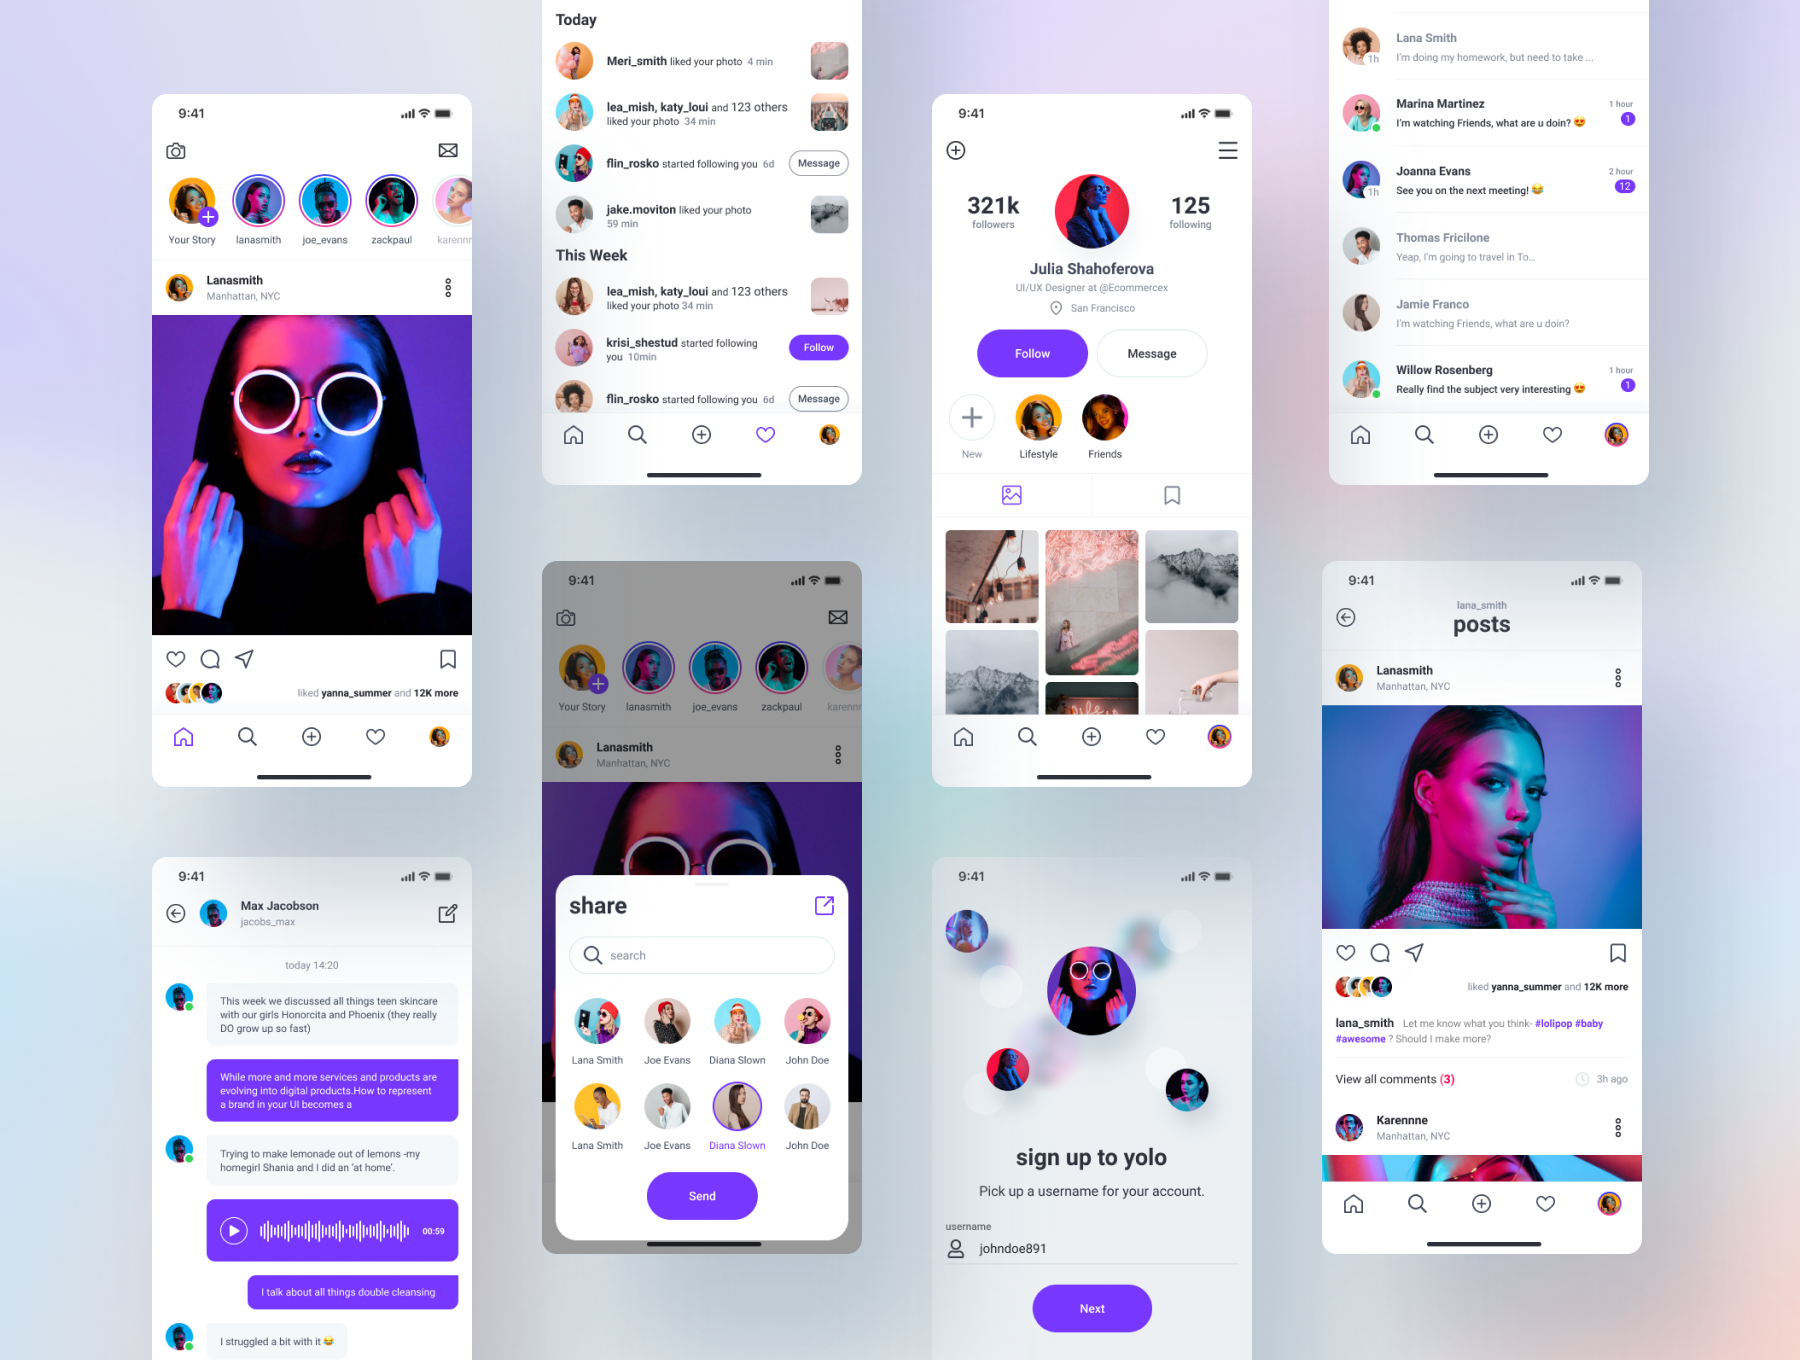 9:41
Your Story
lanasmith
joe_evans
zackpaul
karenn
Lanasmith
Manhattan, NYC
liked yanna_summer and 12K more
9:41
Max Jacobson
jacobs_max
today 14:20
This week we discussed all things teen skincare
with our girls Honorcita and Phoenix (they really
DO grow up so fast)
While more and more services and products are
evolving into digital products.How to represent
a brand in your UI becomes a
Trying to make lemonade out of lemons -my
homegirl Shania and I did an 'at home'.
00:59
I talk about all things double cleansing
I struggled a bit with it 😂
Today
Meri_smith liked your photo 4 min
lea_mish, katy_loui and 123 others
liked your photo 34 min
flin_rosko started following you 6d
Message
jake.moviton liked your photo
59 min
This Week
lea_mish, katy_loui and 123 others
liked your photo 34 min
krisi_shestud started following
you 10min
Follow
flin_rosko started following you 6d
Message
9:41
Your Story
lanasmith
joe_evans
zackpaul
karenn
Lanasmith
Manhattan, NYC
share
search
Lana Smith
Joe Evans
Diana Slown
John Doe
Lana Smith
Joe Evans
Diana Slown
John Doe
Send
9:41
321k
followers
125
following
Julia Shahoferova
UI/UX Designer at @Ecommercex
San Francisco
Follow
Message
New
Lifestyle
Friends
9:41
sign up to yolo
Pick up a username for your account.
username
johndoe891
Next
Lana Smith
1h
I'm doing my homework, but need to take ...
Marina Martinez
1 hour
I'm watching Friends, what are u doin? 😍
1
Joanna Evans
2 hour
1h
See you on the next meeting! 😂
12
Thomas Fricilone
Yeap, I'm going to travel in To...
Jamie Franco
I'm watching Friends, what are u doin?
Willow Rosenberg
1 hour
Really find the subject very interesting 😍
1
9:41
lana_smith
posts
Lanasmith
Manhattan, NYC
liked yanna_summer and 12K more
lana_smith Let me know what you think- #lolipop #baby
#awesome ? Should I make more?
View all comments (3)
3h ago
Karennne
Manhattan, NYC